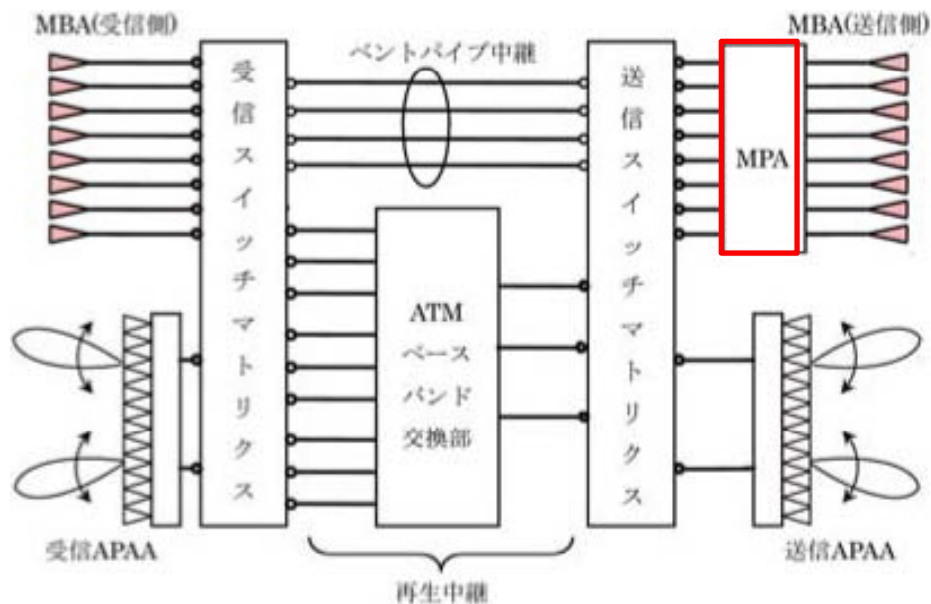 MBA(受信側)
MBA(送信側)
ベントパイプ中継
受信スイッチマトリクス
送信スイッチマトリクス
MPA
ATM
ベース
バンド
交換部
受信APAA
送信APAA
再生中継